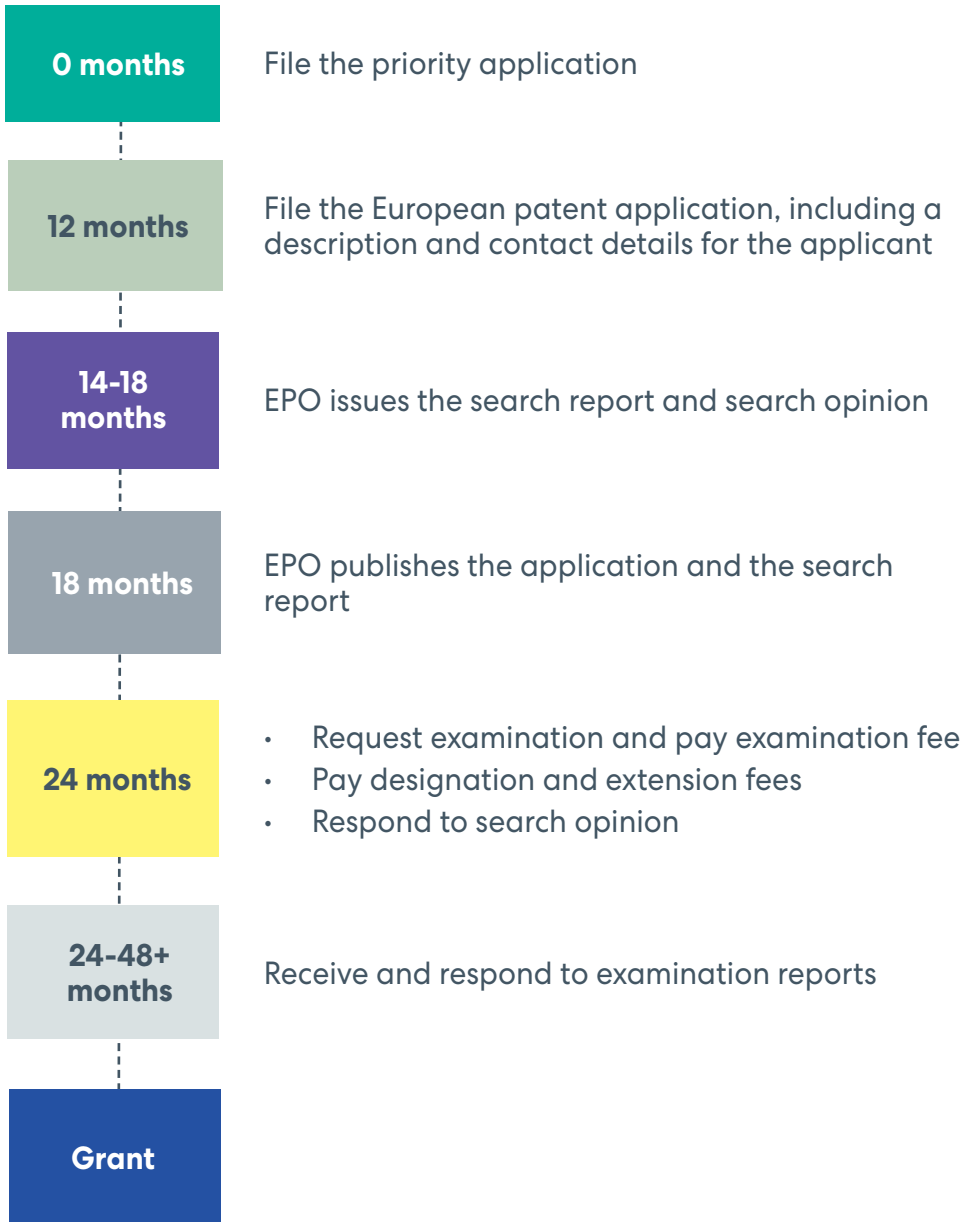 0 months
File the priority application
12 months
File the European patent application, including a
description and contact details for the applicant
14-18
months
EPO issues the search report and search opinion
18 months
EPO publishes the application and the search
report
24 months
• Request examination and pay examination fee
• Pay designation and extension fees
• Respond to search opinion
24-48+
months
Receive and respond to examination reports
Grant